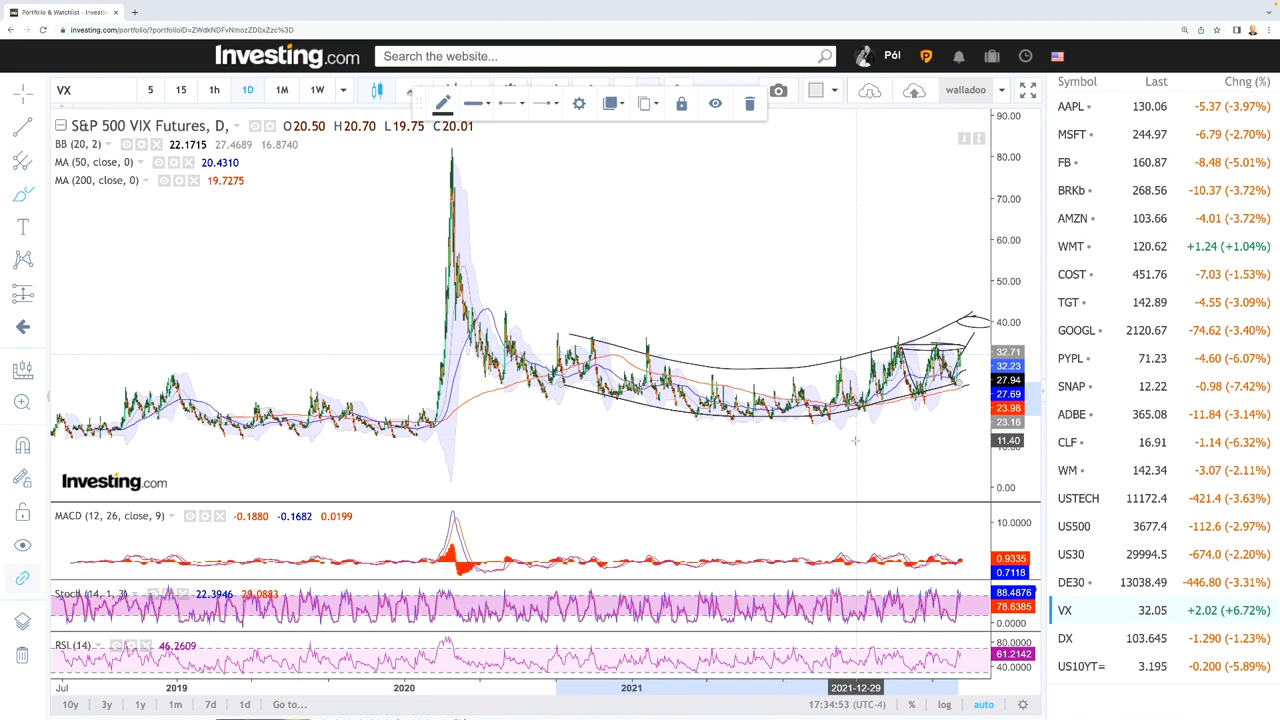 Portfolio & Watchlist - Investin
investing.com/portfolio/?portfolioID=ZWdkNDFvNmozZD0xZzc%3D
Investing.com
Search the website...
Pól
VX 5 15 1h 1D 1M 1W walladoo
S&P 500 VIX Futures, D, O20.50 H20.70 L19.75 C20.01
BB (20, 2) 22.1715 27.4689 16.8740
MA (50, close, 0) 20.4310
MA (200, close, 0) 19.7275
90.00
80.00
70.00
60.00
50.00
40.00
32.71
32.23
27.94
27.69
23.98
23.16
11.40
0.00
Investing.com
MACD (12, 26, close, 9) -0.1880 -0.1682 0.0199
10.0000
0.9335
0.7118
Stoch (14, 1, 3) 22.3946 29.0883
88.4876
78.6385
0.0000
RSI (14) 46.2609
80.0000
61.2142
40.0000
Jul 2019 2020 2021 2021-12-29
10y 3y 1y 1m 7d 1d Go to... 17:34:53 (UTC-4) % log auto
Symbol Last Chng (%)
AAPL 130.06 -5.37 (-3.97%)
MSFT 244.97 -6.79 (-2.70%)
FB 160.87 -8.48 (-5.01%)
BRKb 268.56 -10.37 (-3.72%)
AMZN 103.66 -4.01 (-3.72%)
WMT 120.62 +1.24 (+1.04%)
COST 451.76 -7.03 (-1.53%)
TGT 142.89 -4.55 (-3.09%)
GOOGL 2120.67 -74.62 (-3.40%)
PYPL 71.23 -4.60 (-6.07%)
SNAP 12.22 -0.98 (-7.42%)
ADBE 365.08 -11.84 (-3.14%)
CLF 16.91 -1.14 (-6.32%)
WM 142.34 -3.07 (-2.11%)
USTECH 11172.4 -421.4 (-3.63%)
US500 3677.4 -112.6 (-2.97%)
US30 29994.5 -674.0 (-2.20%)
DE30 13038.49 -446.80 (-3.31%)
VX 32.05 +2.02 (+6.72%)
DX 103.645 -1.290 (-1.23%)
US10YT= 3.195 -0.200 (-5.89%)